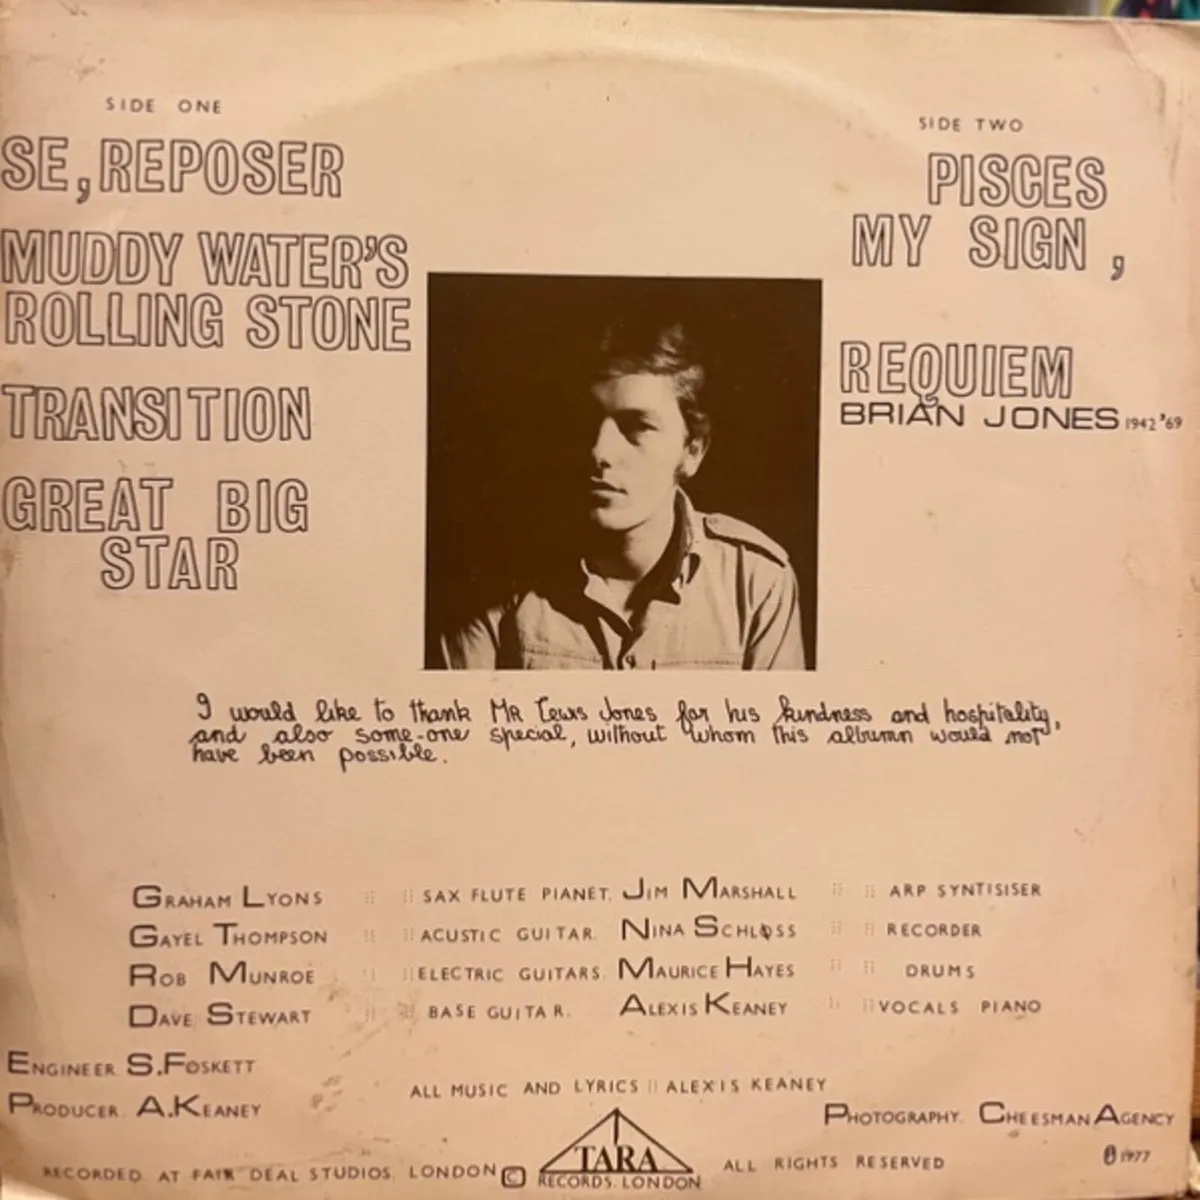 SIDE ONE
SE, REPOSER
MUDDY WATER'S
ROLLING STONE
TRANSITION
GREAT BIG
STAR
SIDE TWO
PISCES
MY SIGN,
REQUIEM
BRIAN JONES 1942 '69
I would like to thank MR Lewis Jones for his kindness and hospitality,
and also some-one special, without whom this albumn would not
have been possible.
GRAHAM LYONS :: :: SAX FLUTE PIANET. JIM MARSHALL :: :: ARP SYNTISISER
GAYEL THOMPSON :: :: ACUSTIC GUITAR. NINA SCHLOSS :: :: RECORDER
ROB MUNROE :: :: ELECTRIC GUITARS. MAURICE HAYES :: :: DRUMS
DAVE STEWART :: :: BASE GUITAR. ALEXIS KEANEY :: :: VOCALS PIANO
ENGINEER S.FOSKETT
PRODUCER. A.KEANEY
ALL MUSIC AND LYRICS :: ALEXIS KEANEY
PHOTOGRAPHY. CHEESMAN AGENCY
RECORDED AT FAIR DEAL STUDIOS. LONDON © TARA RECORDS. LONDON ALL RIGHTS RESERVED
℗ 1977